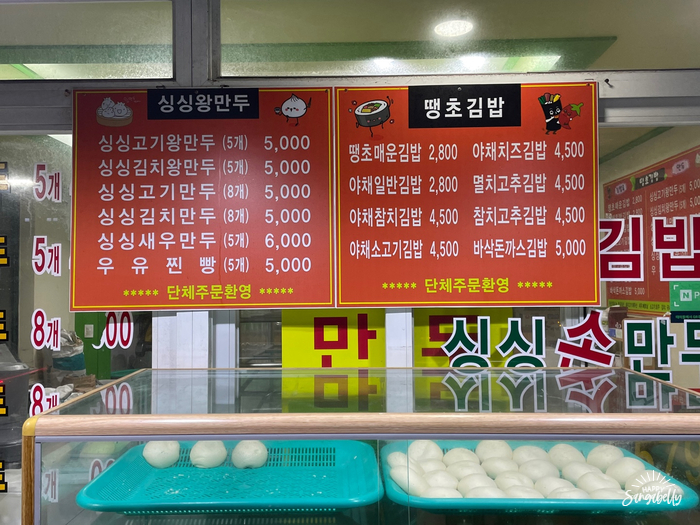 싱싱왕만두
싱싱고기왕만두 (5개) 5,000
싱싱김치왕만두 (5개) 5,000
싱싱고기만두 (8개) 5,000
싱싱김치만두 (8개) 5,000
싱싱새우만두 (5개) 6,000
우유찐빵 (5개) 5,000
***** 단체주문환영 *****
땡초김밥
땡초매운김밥 2,800 야채치즈김밥 4,500
야채일반김밥 2,800 멸치고추김밥 4,500
야채참치김밥 4,500 참치고추김밥 4,500
야채소고기김밥 4,500 바삭돈까스김밥 5,000
***** 단체주문환영 *****
5개
5개
8개
8개
김밥
만두
싱싱손만두
HAPPY
Sangibelly